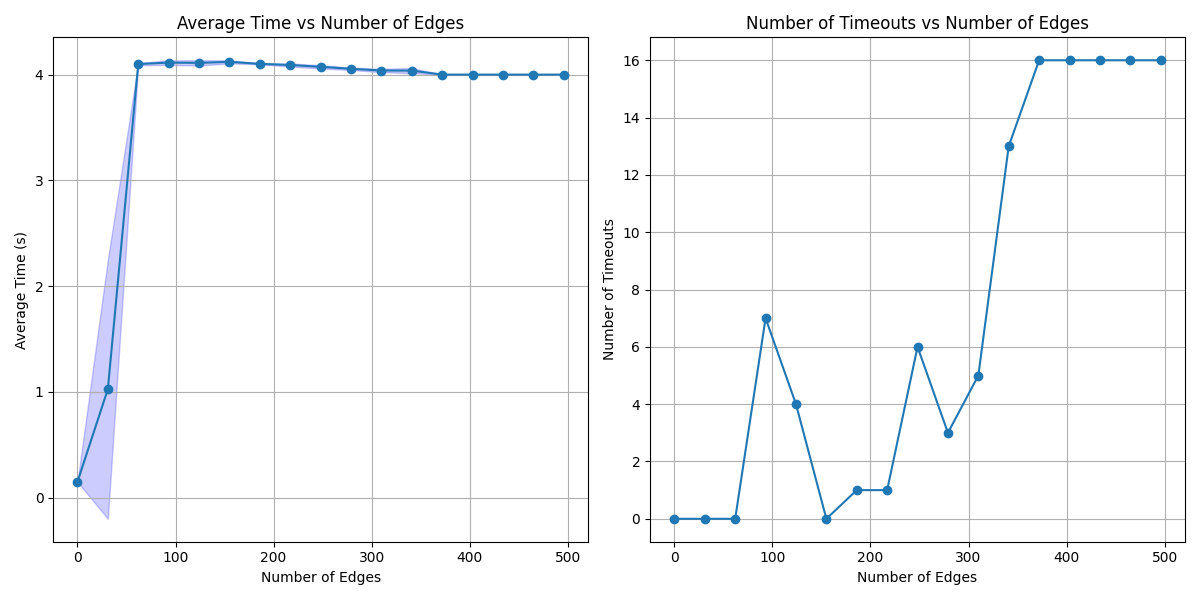 Average Time vs Number of Edges
Average Time (s)
4
3
2
1
0
0 100 200 300 400 500
Number of Edges
Number of Timeouts vs Number of Edges
Number of Timeouts
16
14
12
10
8
6
4
2
0
0 100 200 300 400 500
Number of Edges